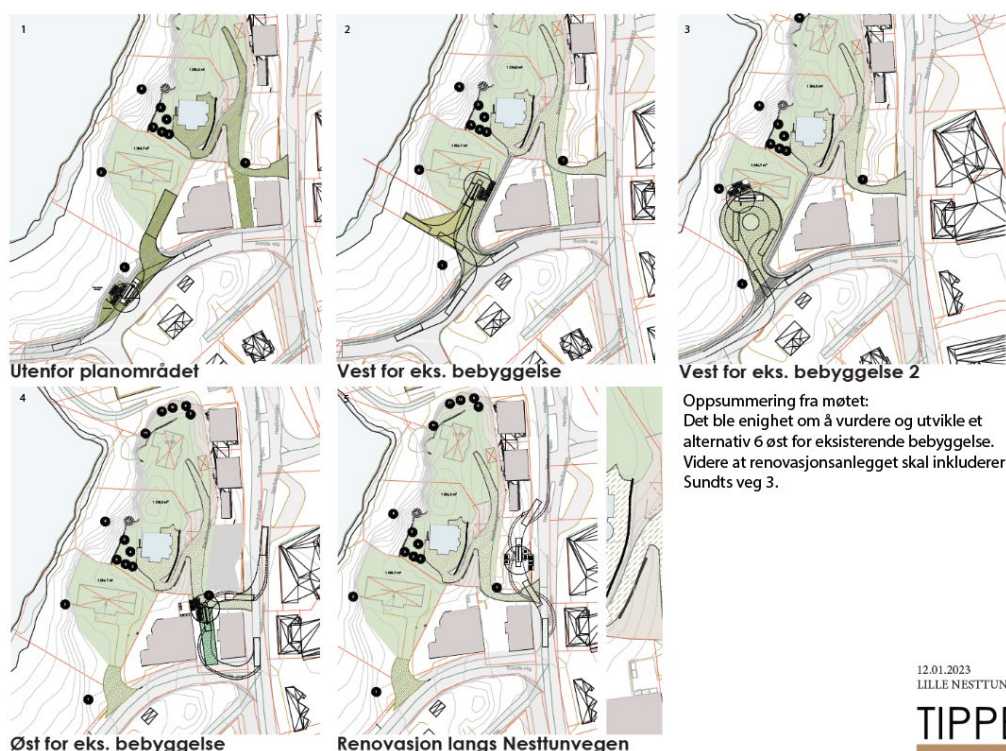 1
2
3
Utenfor planområdet
Vest for eks. bebyggelse
Vest for eks. bebyggelse 2
4
5
Oppsummering fra møtet:
Det ble enighet om å vurdere og utvikle et
alternativ 6 øst for eksisterende bebyggelse.
Videre at renovasjonsanlegget skal inkluderer
Sundts veg 3.
Øst for eks. bebyggelse
Renovasjon langs Nesttunvegen
12.01.2023
LILLE NESTTUN
TIPPE